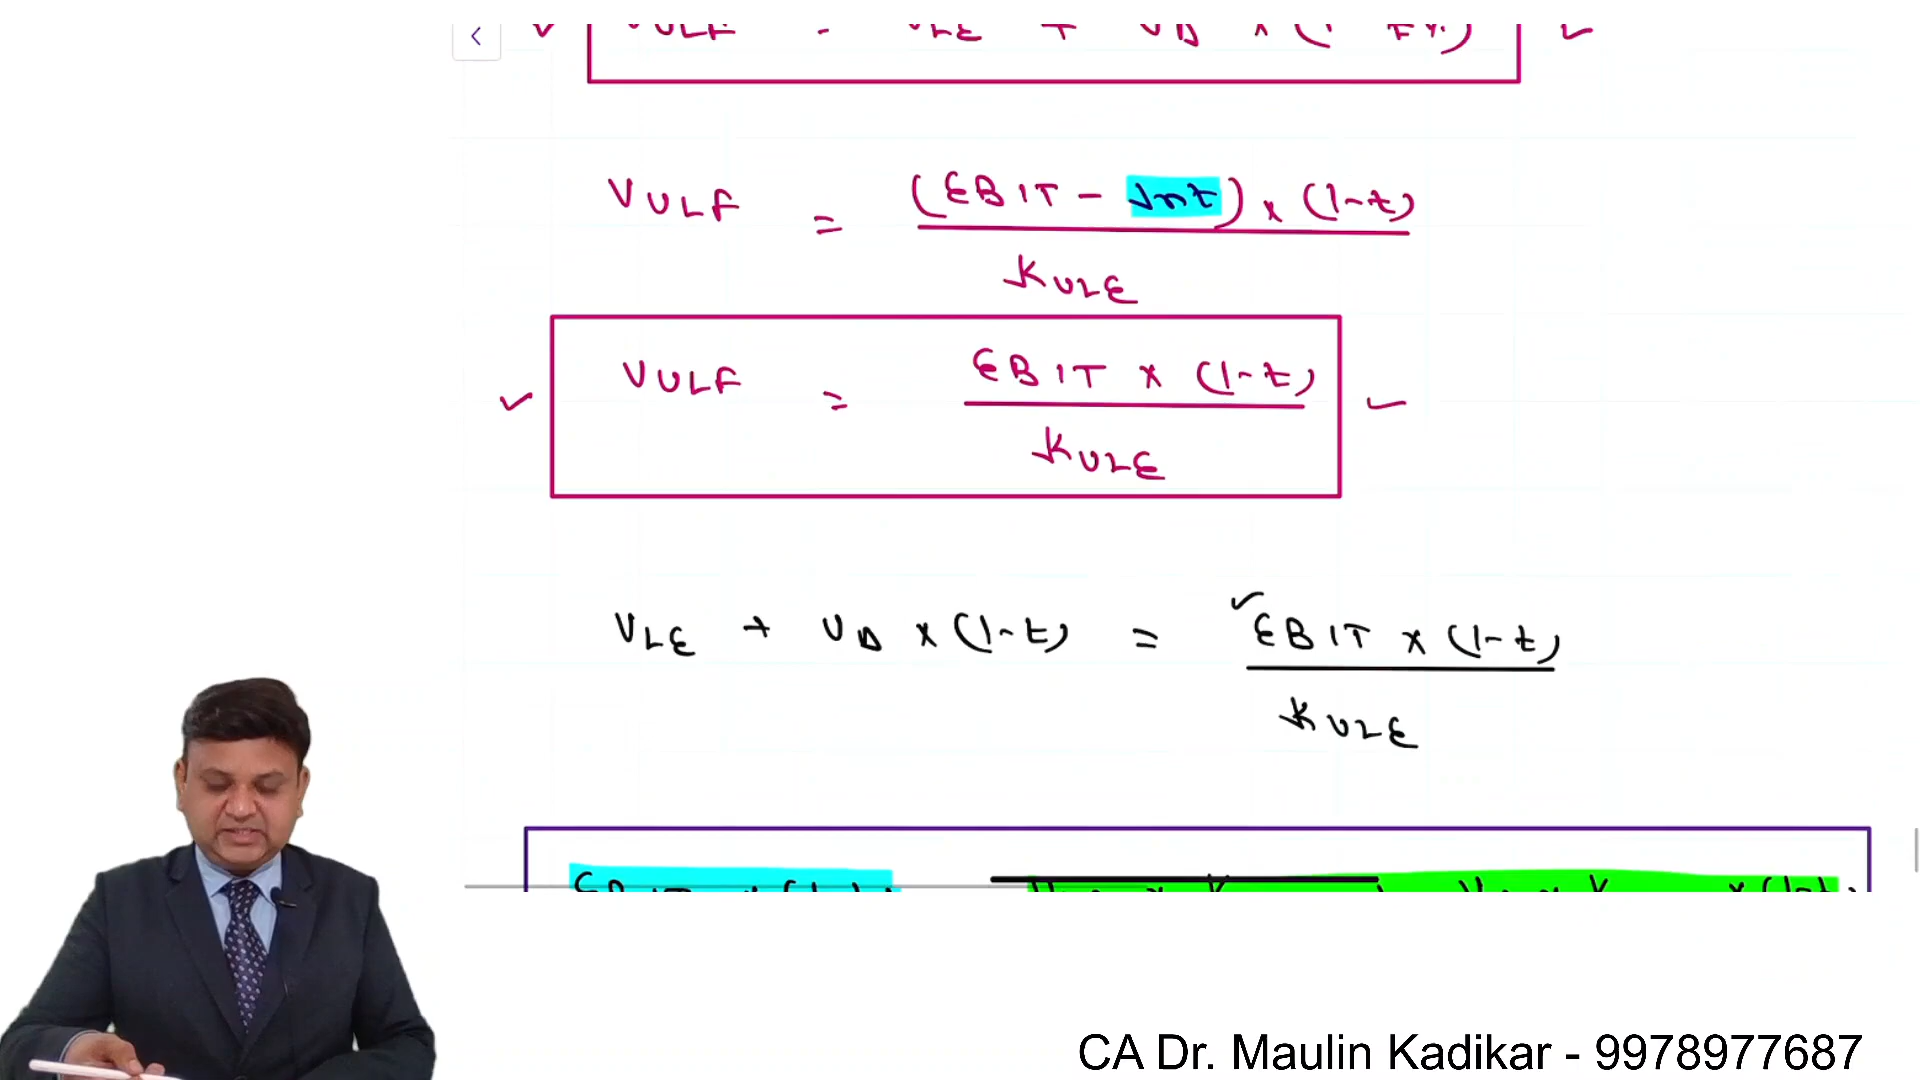 VULF = (EBIT - Int) x (1-t)
KULE
VULF = EBIT x (1-t)
KULE
VLE + VD x (1-t) = EBIT x (1-t)
KULE
CA Dr. Maulin Kadikar - 9978977687